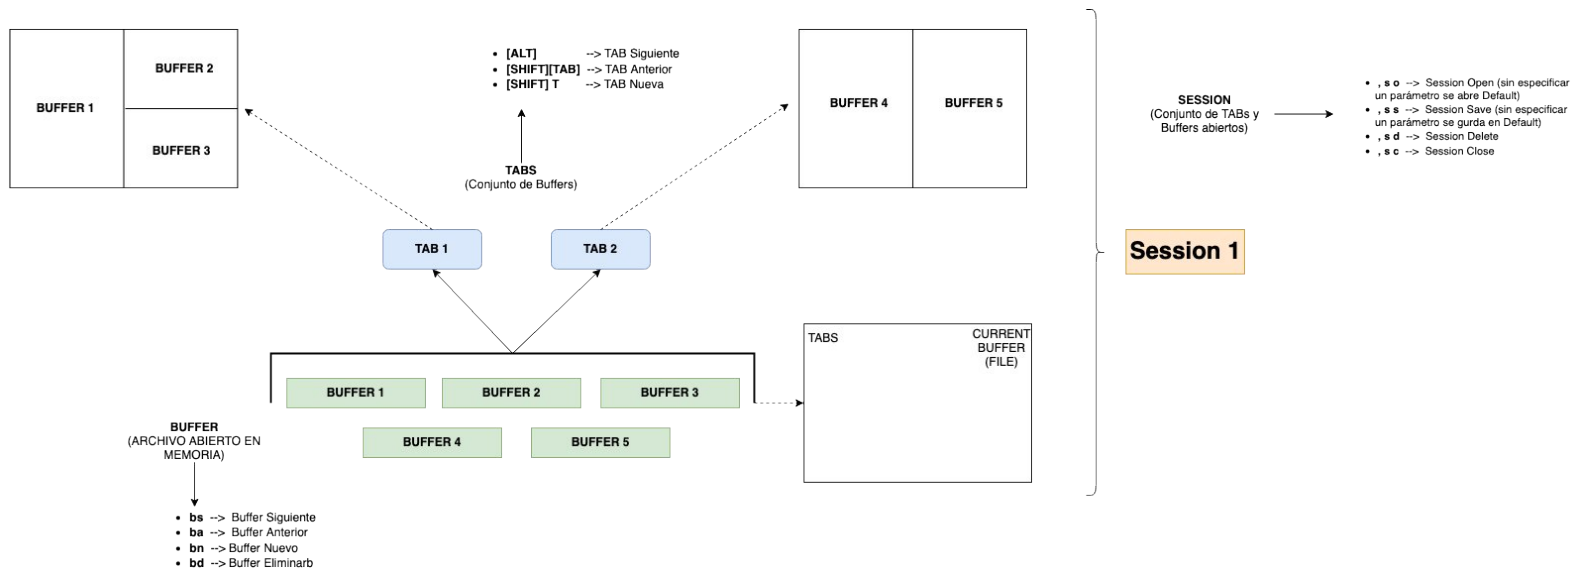 BUFFER 1
BUFFER 2
BUFFER 3
• [ALT] --> TAB Siguiente
• [SHIFT][TAB] --> TAB Anterior
• [SHIFT] T --> TAB Nueva
TABS
(Conjunto de Buffers)
BUFFER 4
BUFFER 5
SESSION
(Conjunto de TABs y
Buffers abiertos)
• , s o --> Session Open (sin especificar
un parámetro se abre Default)
• , s s --> Session Save (sin especificar
un parámetro se gurda en Default)
• , s d --> Session Delete
• , s c --> Session Close
TAB 1
TAB 2
Session 1
TABS
CURRENT
BUFFER
(FILE)
BUFFER 1
BUFFER 2
BUFFER 3
BUFFER 4
BUFFER 5
BUFFER
(ARCHIVO ABIERTO EN
MEMORIA)
• bs --> Buffer Siguiente
• ba --> Buffer Anterior
• bn --> Buffer Nuevo
• bd --> Buffer Eliminarb